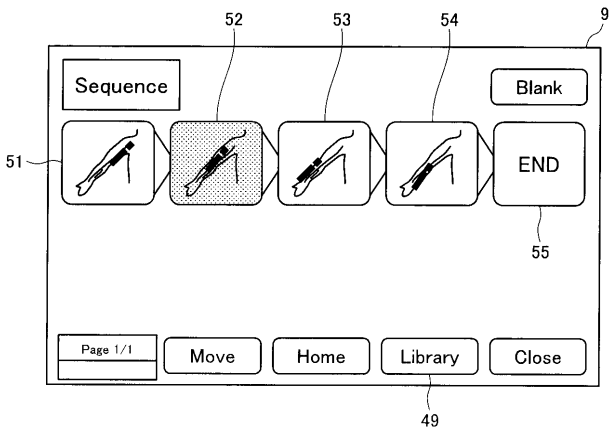 52 53 54 9
Sequence
Blank
51
END
55
Page 1/1
Move
Home
Library
Close
49